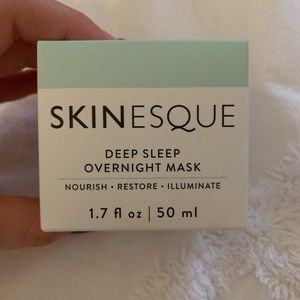 SKINESQUE
DEEP SLEEP
OVERNIGHT MASK
NOURISH • RESTORE • ILLUMINATE
1.7 fl oz | 50 ml